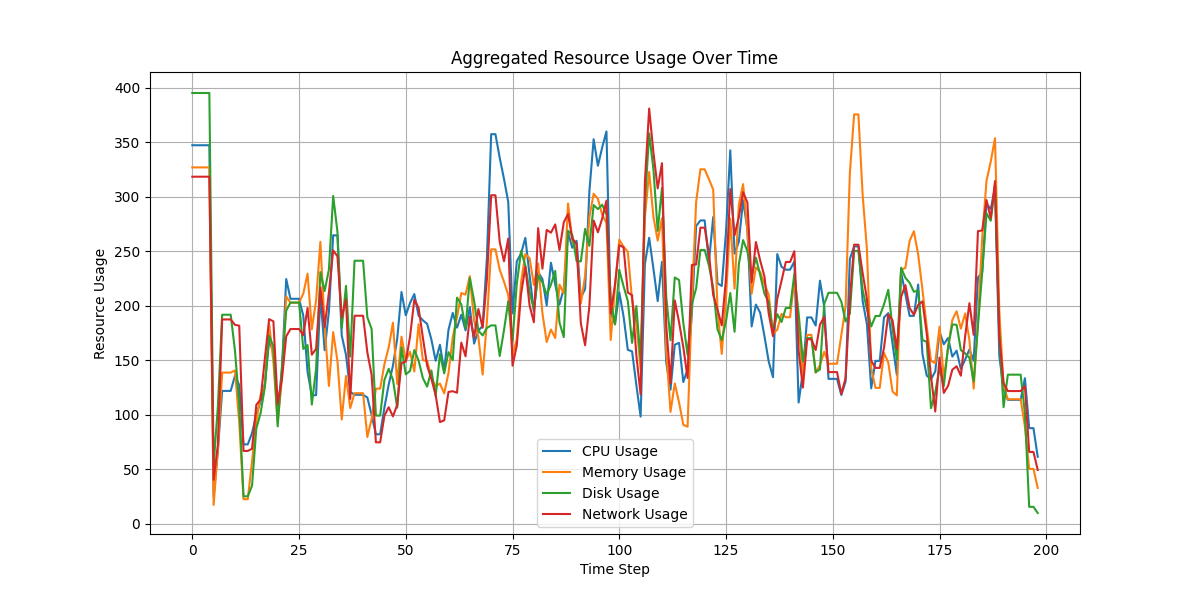 Aggregated Resource Usage Over Time
Resource Usage
400
350
300
250
200
150
100
50
0
CPU Usage
Memory Usage
Disk Usage
Network Usage
0 25 50 75 100 125 150 175 200
Time Step